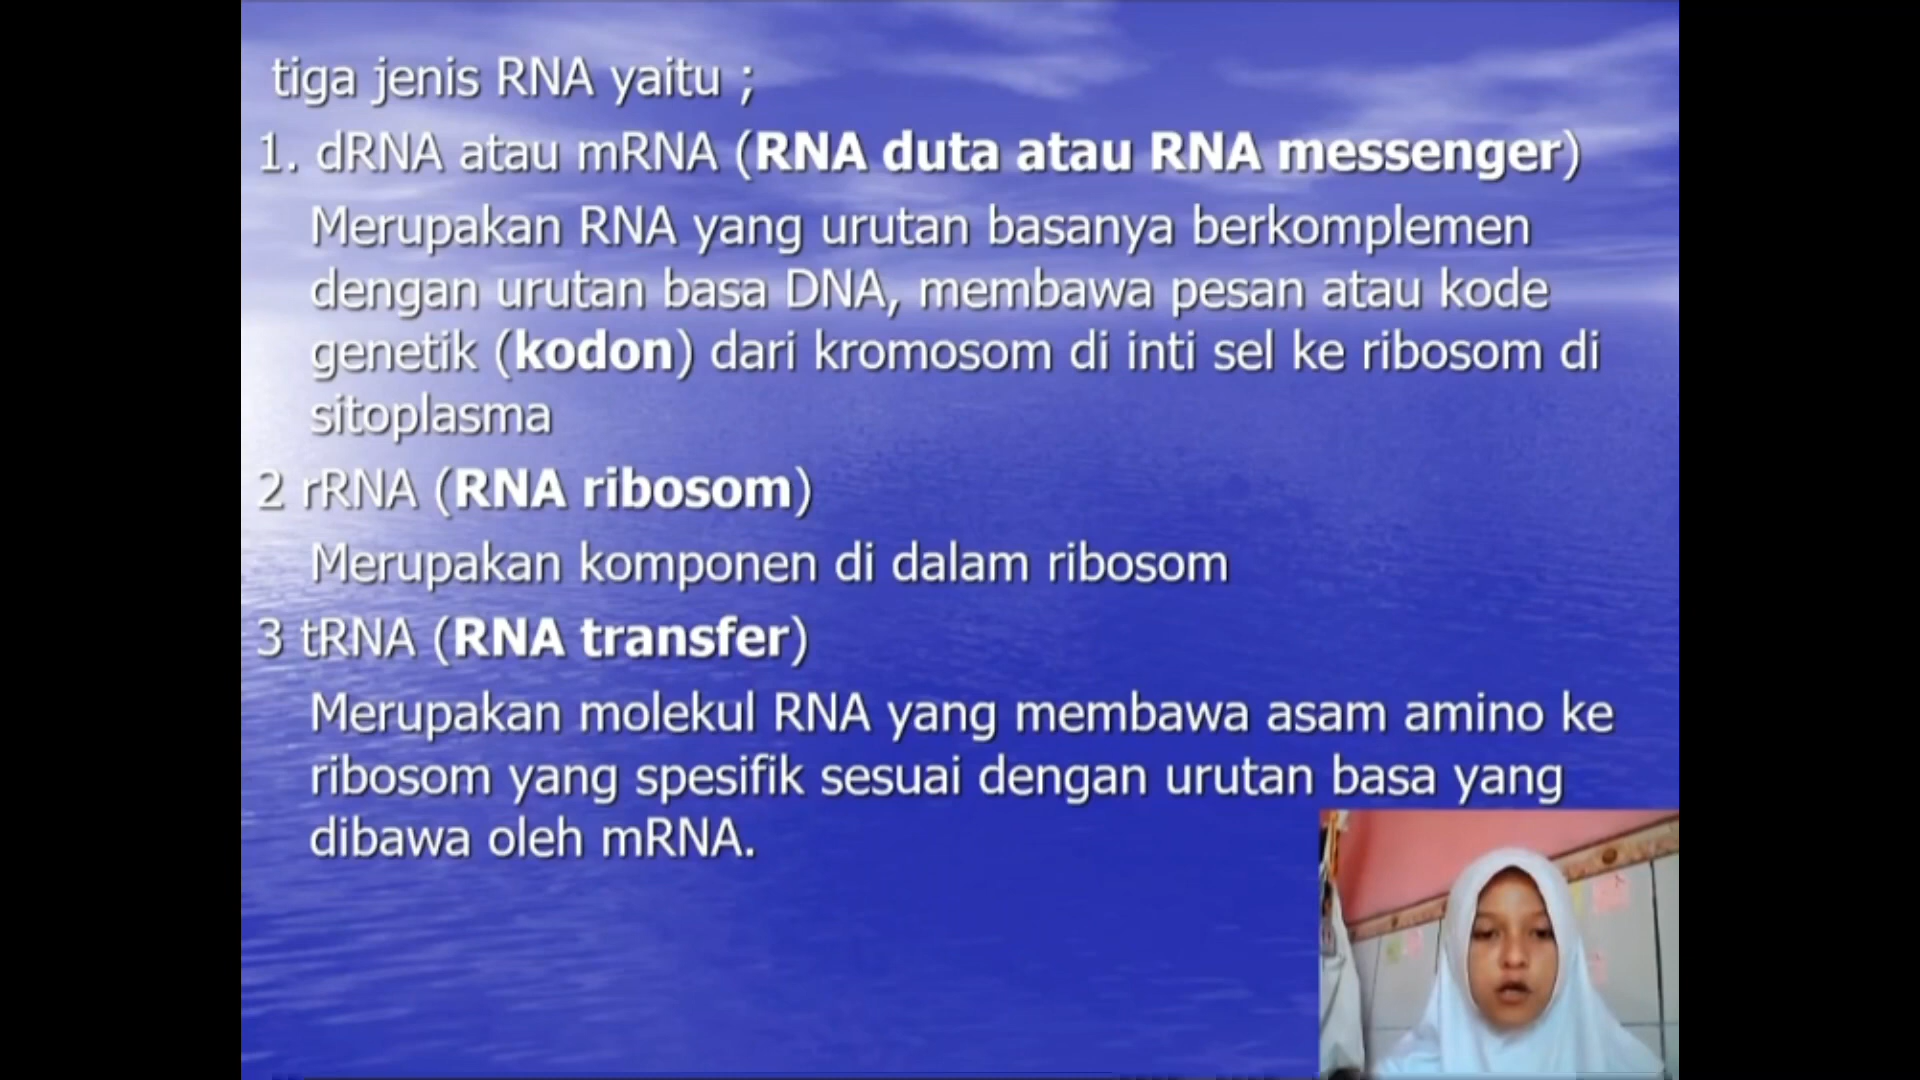 tiga jenis RNA yaitu ;
1. dRNA atau mRNA (RNA duta atau RNA messenger)
Merupakan RNA yang urutan basanya berkomplemen
dengan urutan basa DNA, membawa pesan atau kode
genetik (kodon) dari kromosom di inti sel ke ribosom di
sitoplasma
2 rRNA (RNA ribosom)
Merupakan komponen di dalam ribosom
3 tRNA (RNA transfer)
Merupakan molekul RNA yang membawa asam amino ke
ribosom yang spesifik sesuai dengan urutan basa yang
dibawa oleh mRNA.